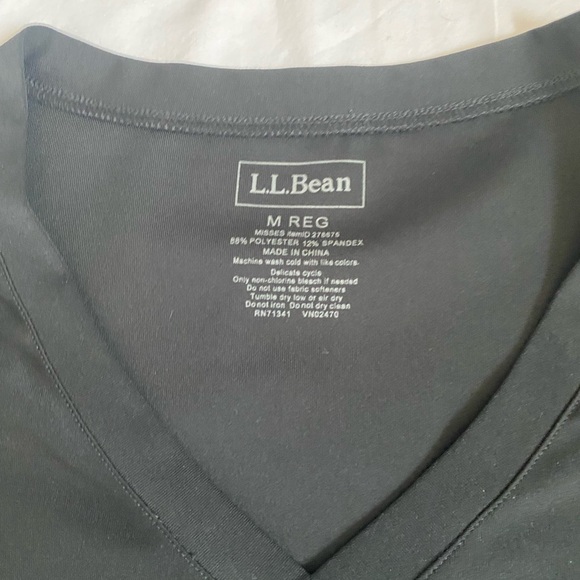 L.L.Bean
M REG
MISSES ItemID 278675
88% POLYESTER 12% SPANDEX
MADE IN CHINA
Machine wash cold with like colors.
Delicate cycle
Only non-chlorine bleach if needed
Do not use fabric softeners
Tumble dry low or air dry
Do not iron Do not dry clean
RN71341 VN02470